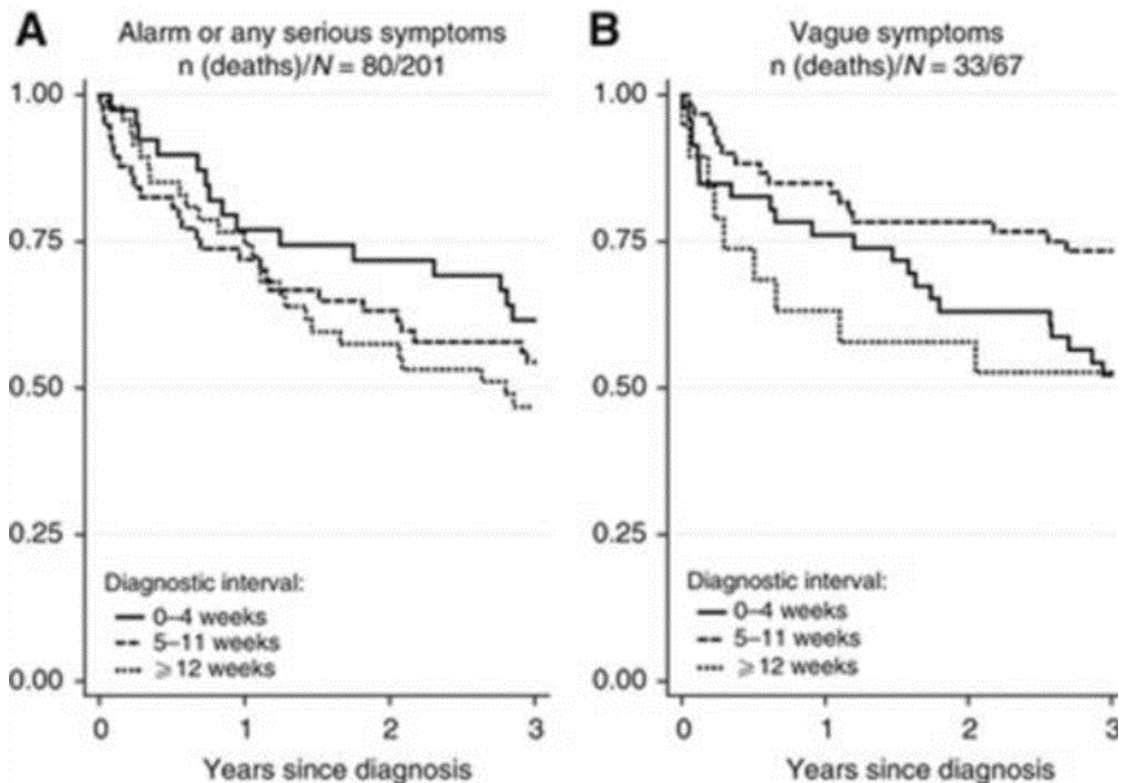 A
Alarm or any serious symptoms
n (deaths)/N = 80/201
1.00
0.75
0.50
0.25
0.00
Diagnostic interval:
0–4 weeks
5–11 weeks
⩾12 weeks
0 1 2 3
Years since diagnosis
B
Vague symptoms
n (deaths)/N = 33/67
1.00
0.75
0.50
0.25
0.00
Diagnostic interval:
0–4 weeks
5–11 weeks
⩾12 weeks
0 1 2 3
Years since diagnosis